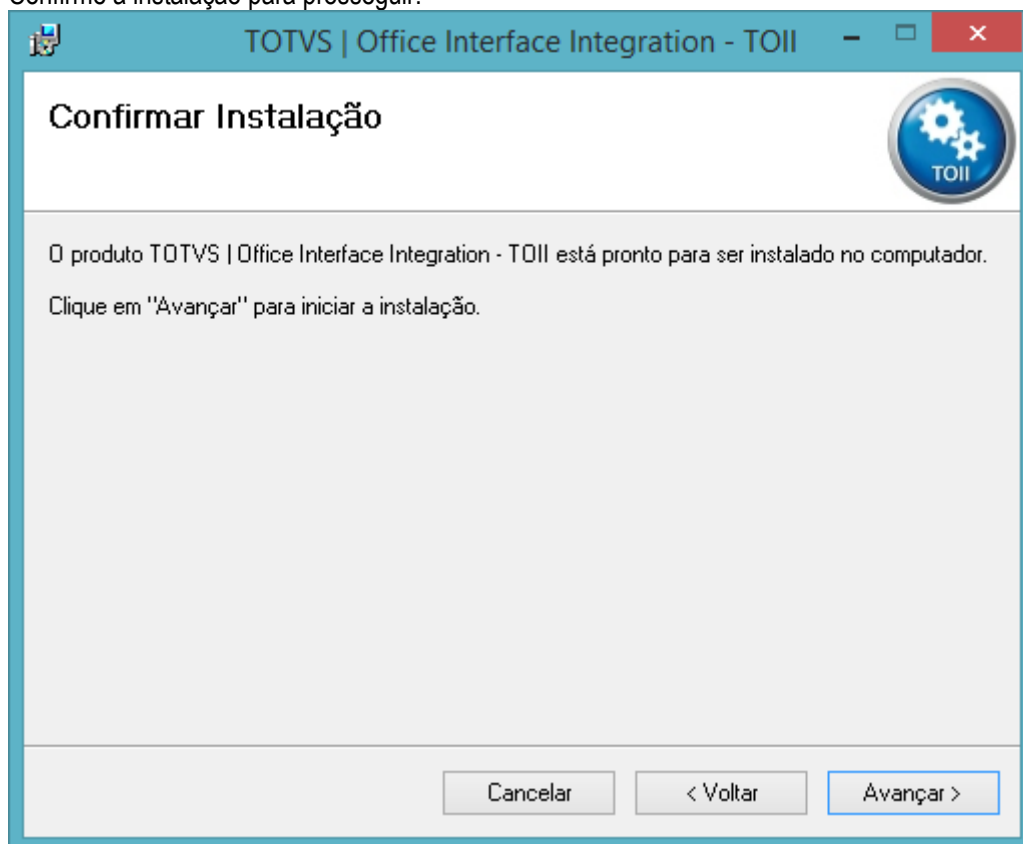 Confirme a instalação para prosseguir.
TOTVS | Office Interface Integration - TOII
Confirmar Instalação
TOII
O produto TOTVS | Office Interface Integration - TOII está pronto para ser instalado no computador.
Clique em "Avançar" para iniciar a instalação.
Cancelar
< Voltar
Avançar >